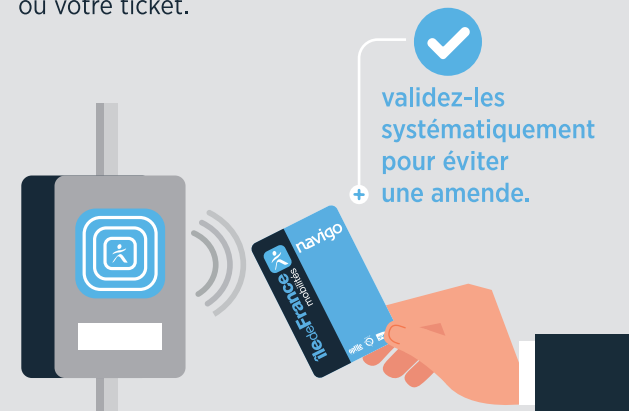 ou votre ticket.
validez-les
systématiquement
pour éviter
une amende.
navigo
îledeFrance
mobilités